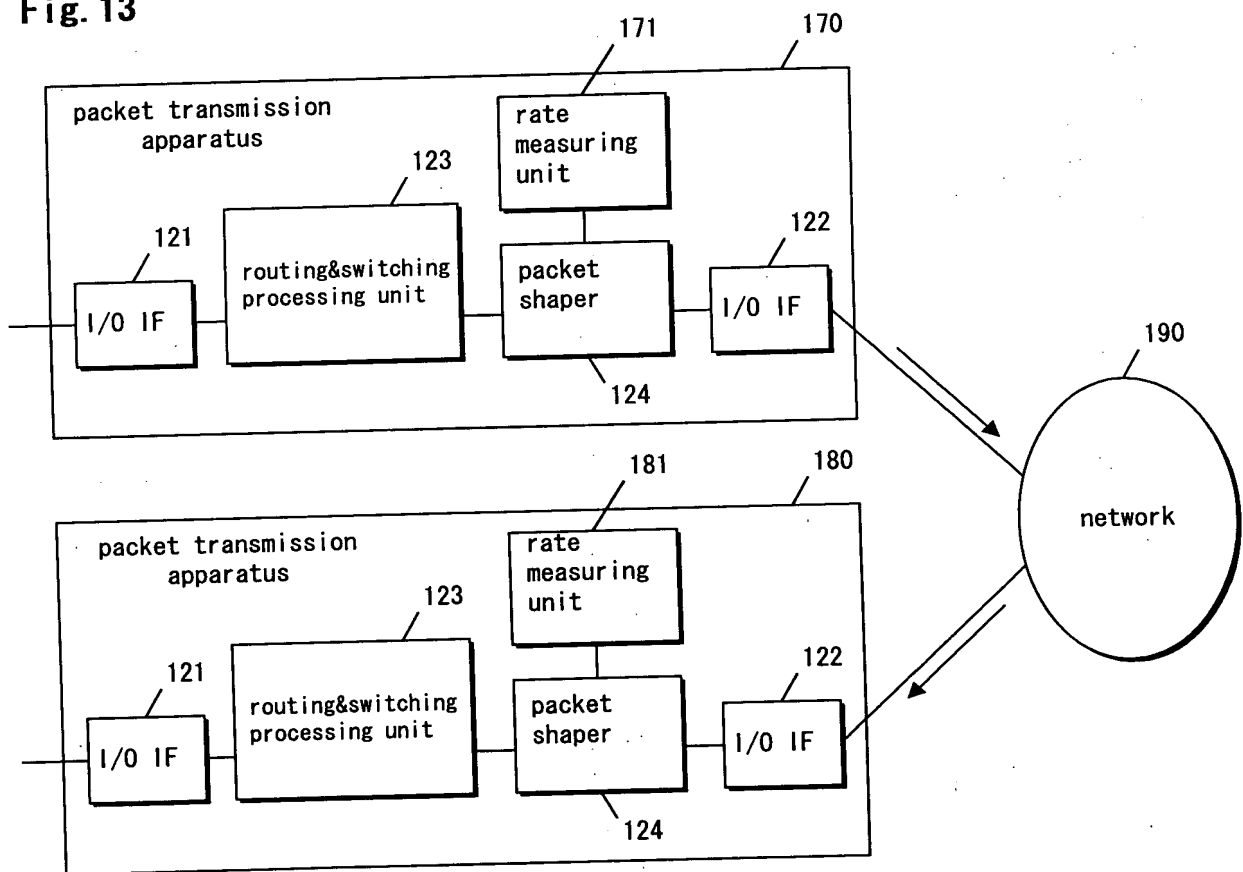 Fig. 13
170
171
packet transmission
apparatus
rate
measuring
unit
123
121
122
routing&switching
processing unit
packet
shaper
I/O IF
I/O IF
124
190
network
181
180
packet transmission
apparatus
rate
measuring
unit
123
121
122
routing&switching
processing unit
packet
shaper
I/O IF
I/O IF
124